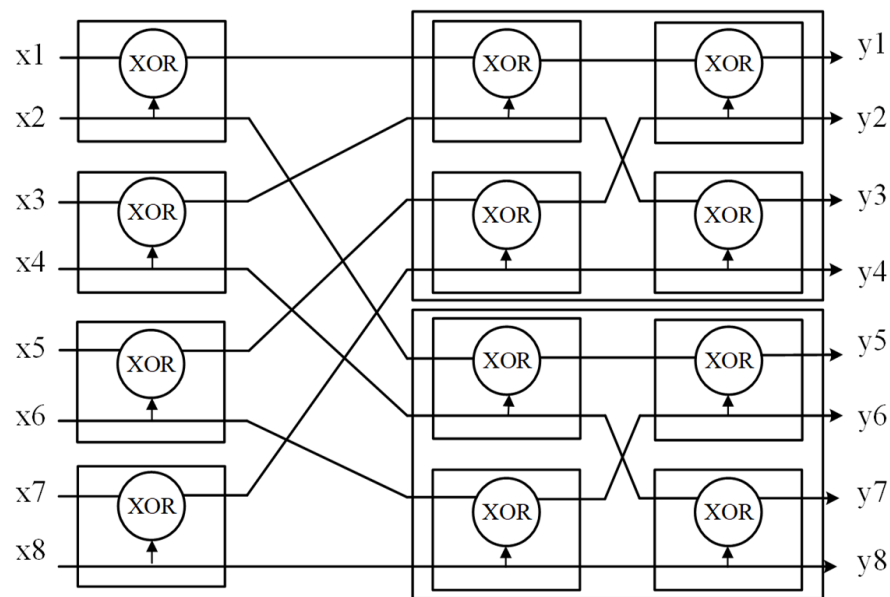 x1 XOR XOR XOR y1
x2 y2
x3 XOR XOR XOR y3
x4 y4
x5 XOR XOR XOR y5
x6 y6
x7 XOR XOR XOR y7
x8 y8